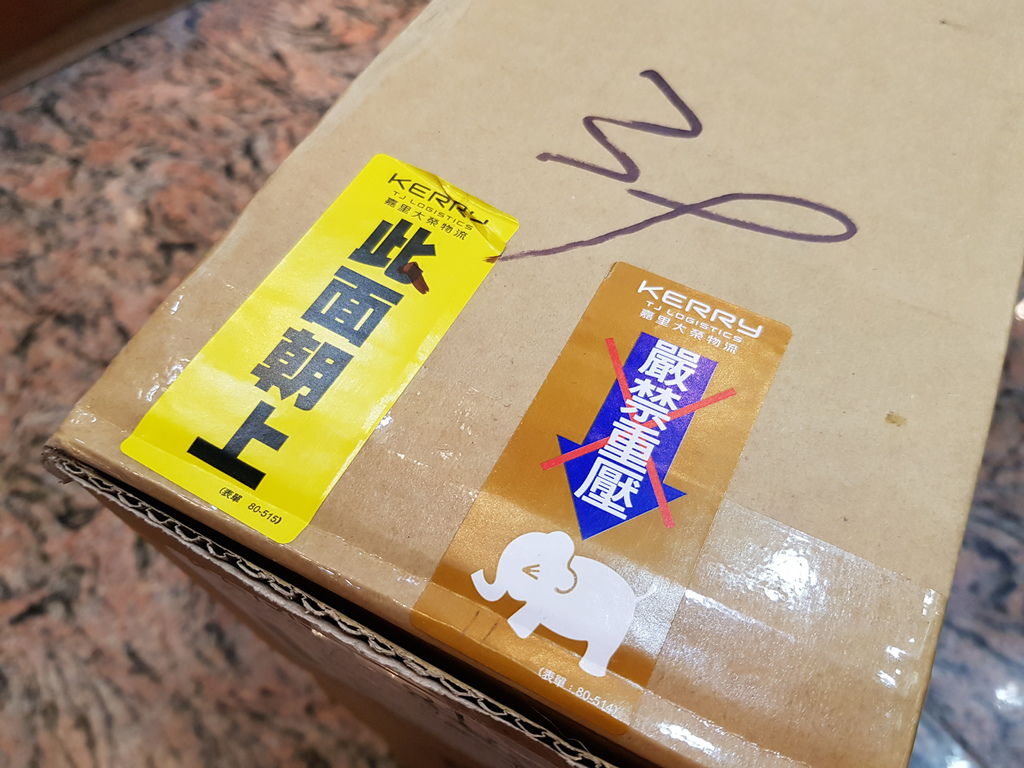 KERRY
TJ LOGISTICS
嘉里大榮物流
此面朝上
(表單 80-515)
KERRY
TJ LOGISTICS
嘉里大榮物流
嚴禁重壓
(表單:80-514)